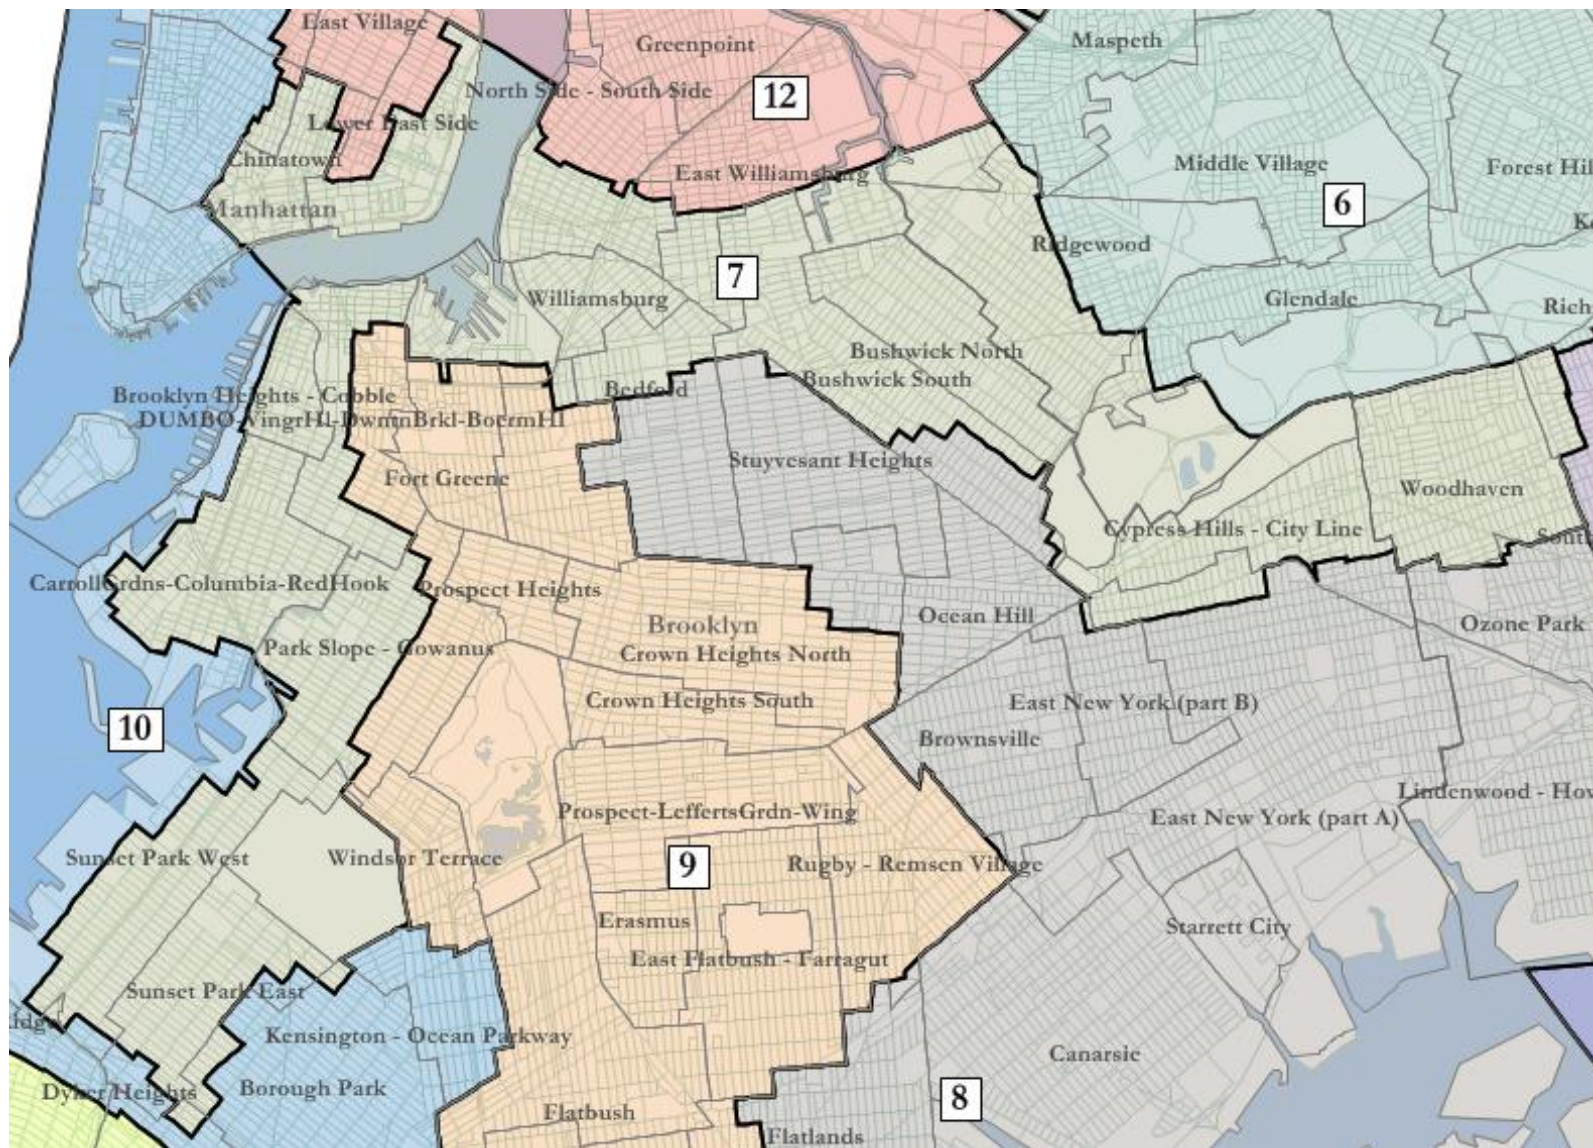 East Village
Greenpoint
Maspeth
North Side - South Side
12
Lower East Side
Chinatown
East Williamsburg
Middle Village
Forest Hil
Manhattan
6
Ridgewood
7
Williamsburg
Glendale
Rich
Bushwick North
Bushwick South
Bedford
Brooklyn Heights - Cobble
DUMBO-VingrHl-DwntnBrkl-BoermHl
Stuyvesant Heights
Fort Greene
Woodhaven
Cypress Hills - City Line
South
CarrollGrdns-Columbia-RedHook
Prospect Heights
Ocean Hill
Brooklyn
Ozone Park
Park Slope - Gowanus
Crown Heights North
Crown Heights South
East New York (part B)
10
Brownsville
Lindenwood - How
Prospect-LeffertsGrdn-Wing
East New York (part A)
Sunset Park West
Windsor Terrace
9
Rugby - Remsen Village
Erasmus
Starrett City
East Flatbush - Farragut
Sunset Park East
Kensington - Ocean Parkway
Canarsie
Dyker Heights
Borough Park
8
Flatbush
Flatlands